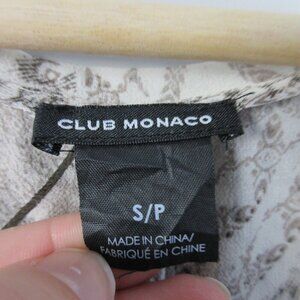 CLUB MONACO
S/P
MADE IN CHINA/
FABRIQUÉ EN CHINE